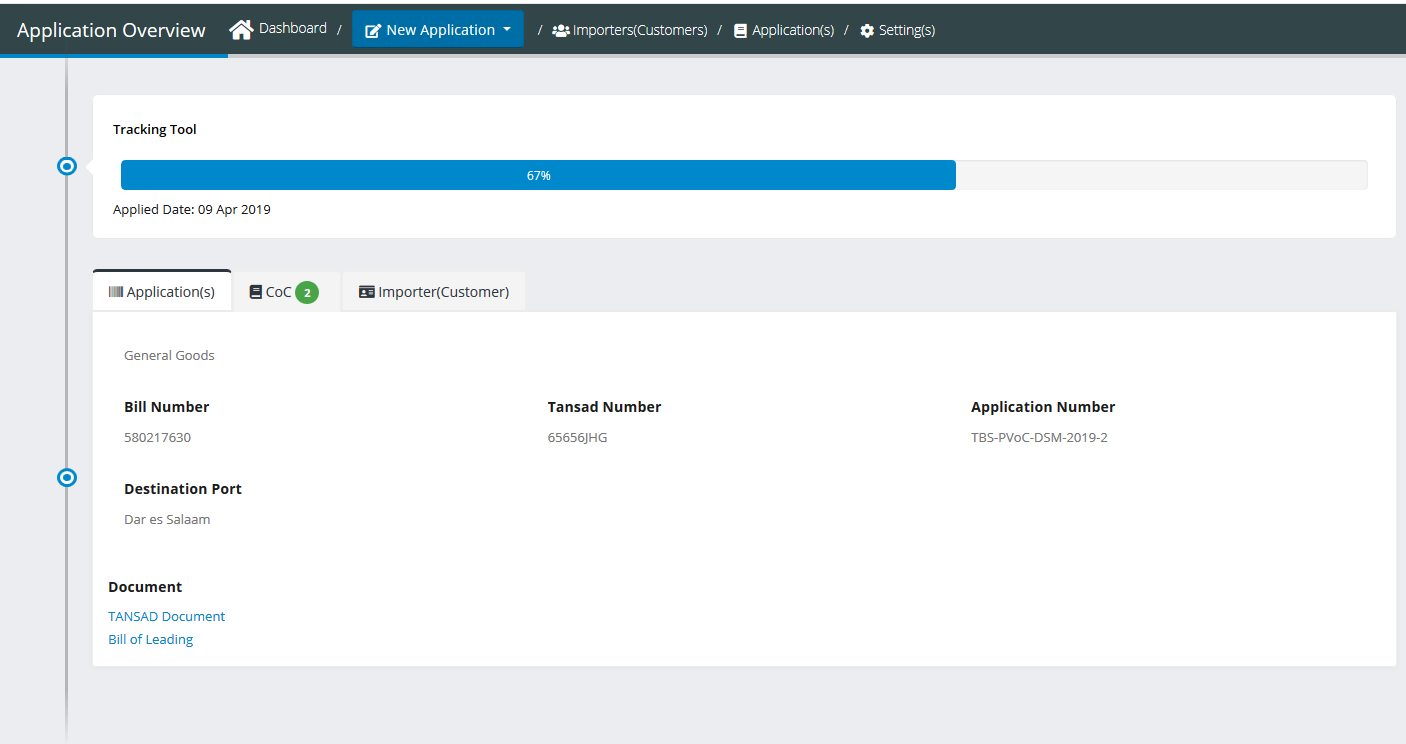 Application Overview Dashboard / New Application / Importers(Customers) / Application(s) / Setting(s)
Tracking Tool
67%
Applied Date: 09 Apr 2019
Application(s) CoC 2 Importer(Customer)
General Goods
Bill Number Tansad Number Application Number
580217630 65656JHG TBS-PVoC-DSM-2019-2
Destination Port
Dar es Salaam
Document
TANSAD Document
Bill of Leading